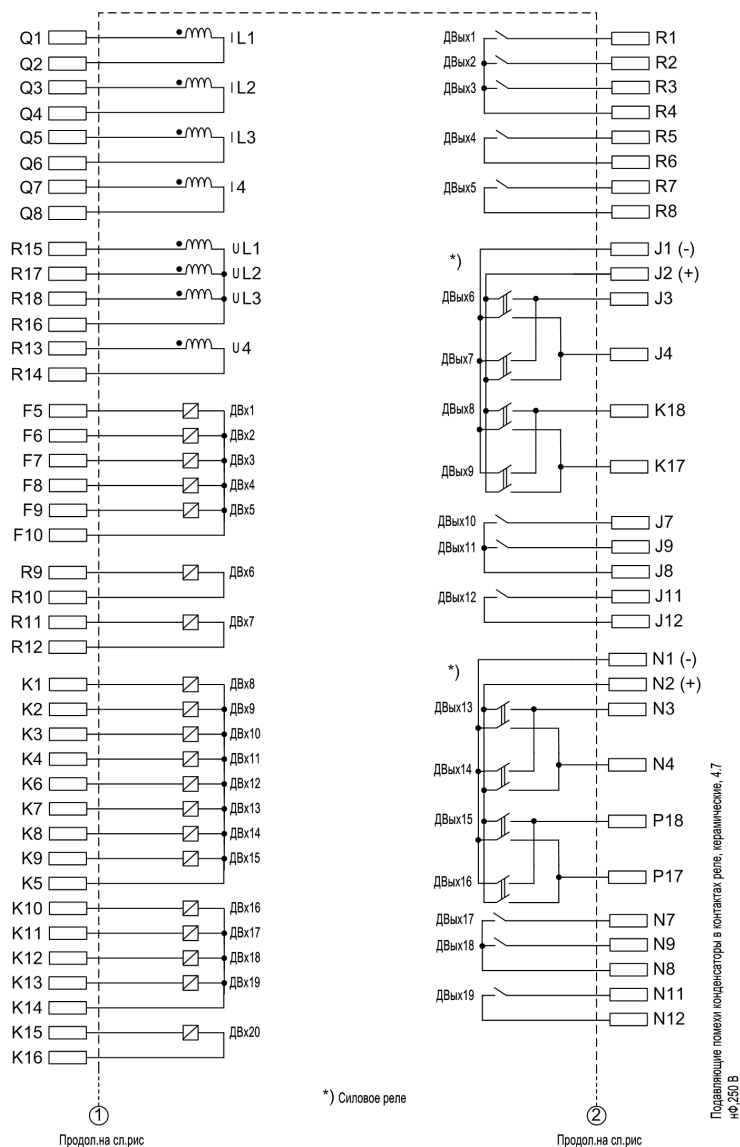 Q1 IL1
Q2
Q3 IL2
Q4
Q5 IL3
Q6
Q7 I4
Q8
R15 UL1
R17 UL2
R18 UL3
R16
R13 U4
R14
F5 ДВх1
F6 ДВх2
F7 ДВх3
F8 ДВх4
F9 ДВх5
F10
R9 ДВх6
R10
R11 ДВх7
R12
K1 ДВх8
K2 ДВх9
K3 ДВх10
K4 ДВх11
K6 ДВх12
K7 ДВх13
K8 ДВх14
K9 ДВх15
K5
K10 ДВх16
K11 ДВх17
K12 ДВх18
K13 ДВх19
K14
K15 ДВх20
K16
1
Продол.на сл.рис
ДВых1 R1
ДВых2 R2
ДВых3 R3
R4
ДВых4 R5
R6
ДВых5 R7
R8
J1 (-)
*)
J2 (+)
ДВых6 J3
J4
ДВых7
ДВых8 K18
ДВых9 K17
ДВых10 J7
ДВых11 J9
J8
ДВых12 J11
J12
N1 (-)
*)
N2 (+)
ДВых13 N3
ДВых14 N4
ДВых15 P18
ДВых16 P17
ДВых17 N7
ДВых18 N9
N8
ДВых19 N11
N12
*) Силовое реле
2
Продол.на сл.рис
Подавляющие помехи конденсаторы в контактах реле, керамические, 4.7
нФ,250 В